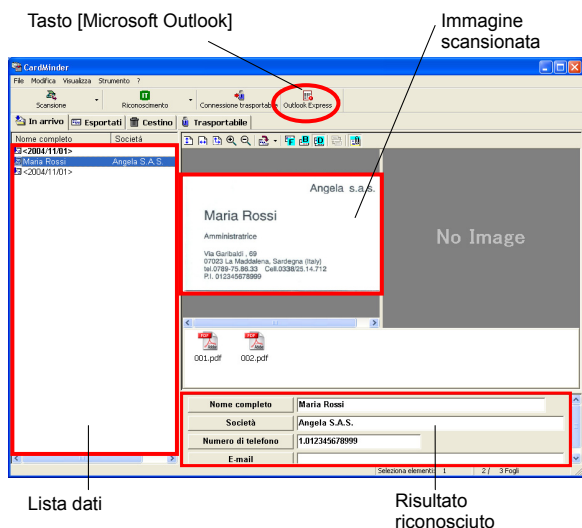 Tasto [Microsoft Outlook]
Immagine
scansionata
CardMinder
File Modifica Visualizza Strumento ?
Scansione
Riconoscimento
Connessione trasportabile
Outlook Express
In arrivo
Esportati
Cestino
Trasportabile
Nome completo
Società
<2004/11/01>
Maria Rossi
Angela S.A.S.
<2004/11/01>
Angela s.a.s.
Maria Rossi
Amministratrice
Via Garibaldi , 69
07023 La Maddalena, Sardegna (Italy)
tel.0789-75.86.33 Cell.0338/25.14.712
P.I. 012345678999
No Image
001.pdf
002.pdf
Nome completo
Maria Rossi
Società
Angela S.A.S.
Numero di telefono
1.012345678999
E-mail
Seleziona elementi: 1
2 / 3 Fogli
Lista dati
Risultato
riconosciuto